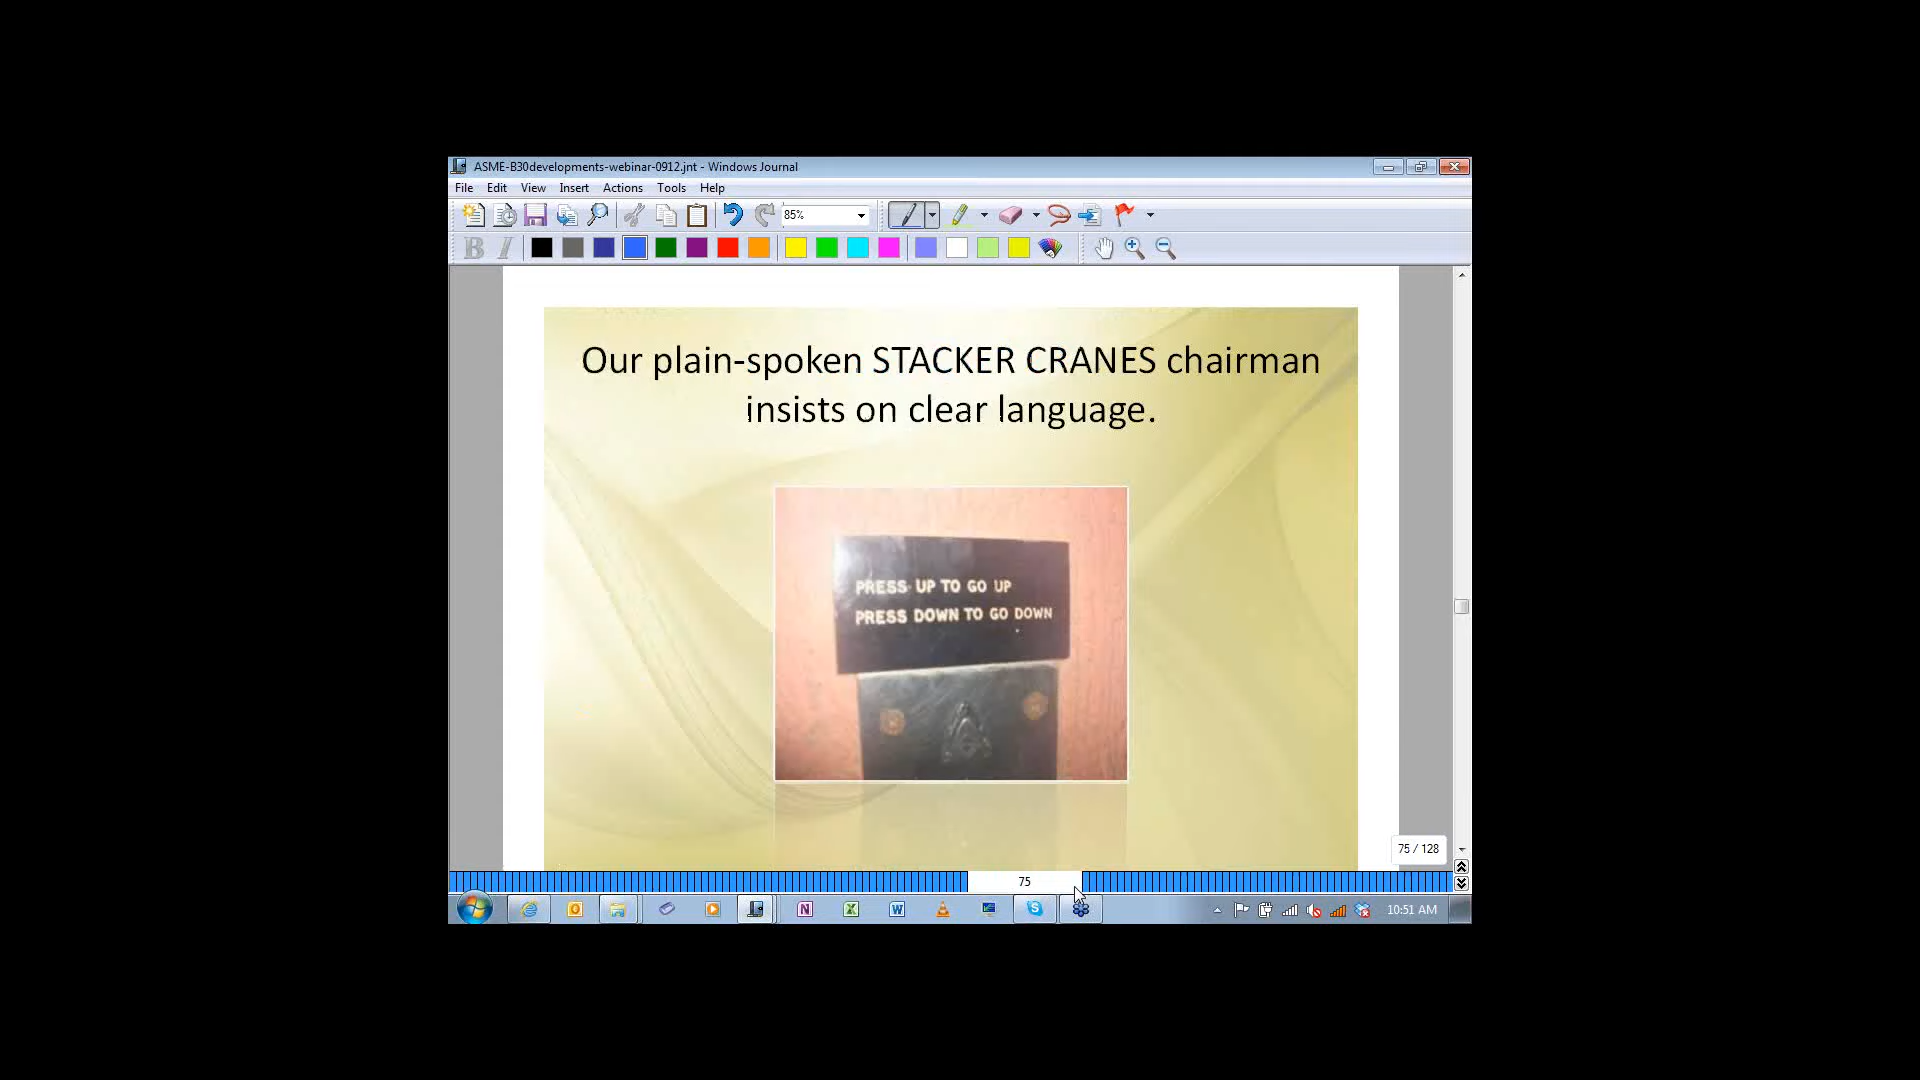 ASME-B30developments-webinar-0912.jnt - Windows Journal
File Edit View Insert Actions Tools Help
85%
B I
Our plain-spoken STACKER CRANES chairman
insists on clear language.
PRESS UP TO GO UP
PRESS DOWN TO GO DOWN
75 / 128
75
10:51 AM